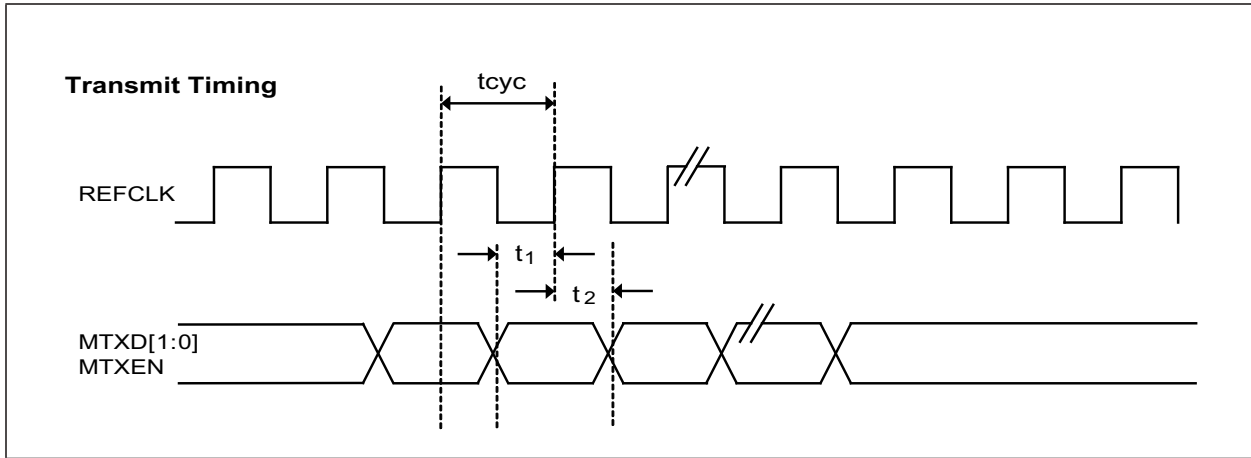 Transmit Timing
tcyc
REFCLK
t1
t2
MTXD[1:0]
MTXEN